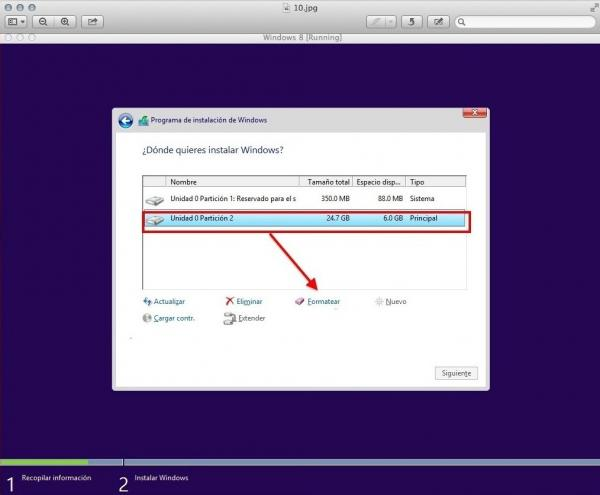 10.jpg
Windows 8 [Running]
Programa de instalación de Windows
¿Dónde quieres instalar Windows?
Nombre Tamaño total Espacio disp... Tipo
Unidad 0 Partición 1: Reservado para el s 350.0 MB 88.0 MB Sistema
Unidad 0 Partición 2 24.7 GB 6.0 GB Principal
Actualizar Eliminar Formatear Nuevo
Cargar contr. Extender
Siguiente
1 Recopilar información 2 Instalar Windows